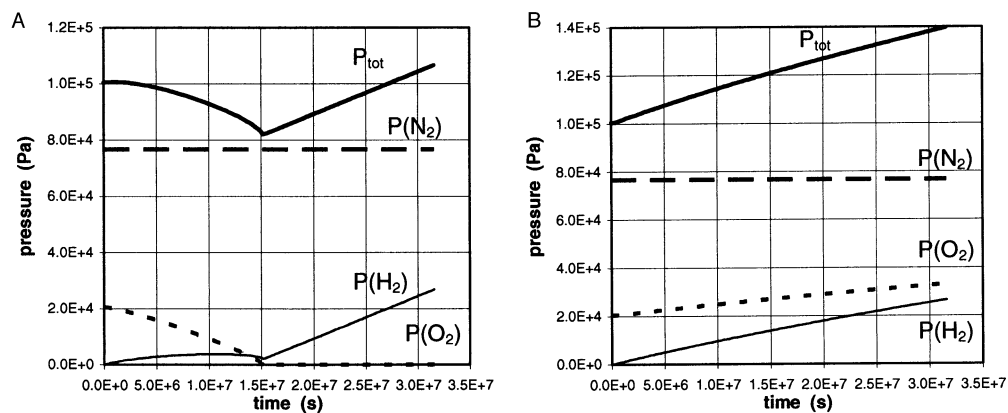 A
B
1.2E+5
1.0E+5
8.0E+4
6.0E+4
4.0E+4
2.0E+4
0.0E+0
pressure (Pa)
P_tot
P(N₂)
P(H₂)
P(O₂)
0.0E+0 5.0E+6 1.0E+7 1.5E+7 2.0E+7 2.5E+7 3.0E+7 3.5E+7
time (s)
1.4E+5
1.2E+5
1.0E+5
8.0E+4
6.0E+4
4.0E+4
2.0E+4
0.0E+0
pressure (Pa)
P_tot
P(N₂)
P(O₂)
P(H₂)
0.0E+0 5.0E+6 1.0E+7 1.5E+7 2.0E+7 2.5E+7 3.0E+7 3.5E+7
time (s)